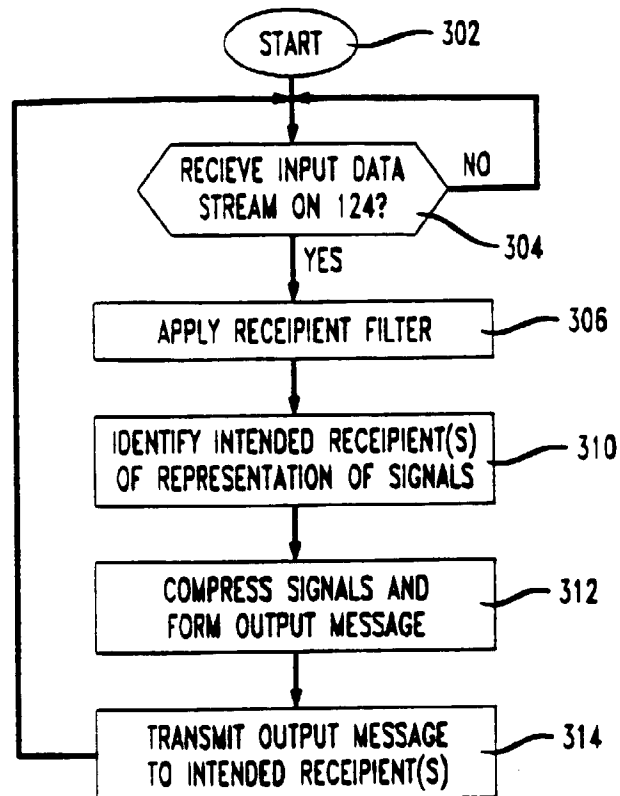 START
302
RECIEVE INPUT DATA
STREAM ON 124?
NO
304
YES
APPLY RECEIPIENT FILTER
306
IDENTIFY INTENDED RECEIPIENT(S)
OF REPRESENTATION OF SIGNALS
310
COMPRESS SIGNALS AND
FORM OUTPUT MESSAGE
312
TRANSMIT OUTPUT MESSAGE
TO INTENDED RECEIPIENT(S)
314